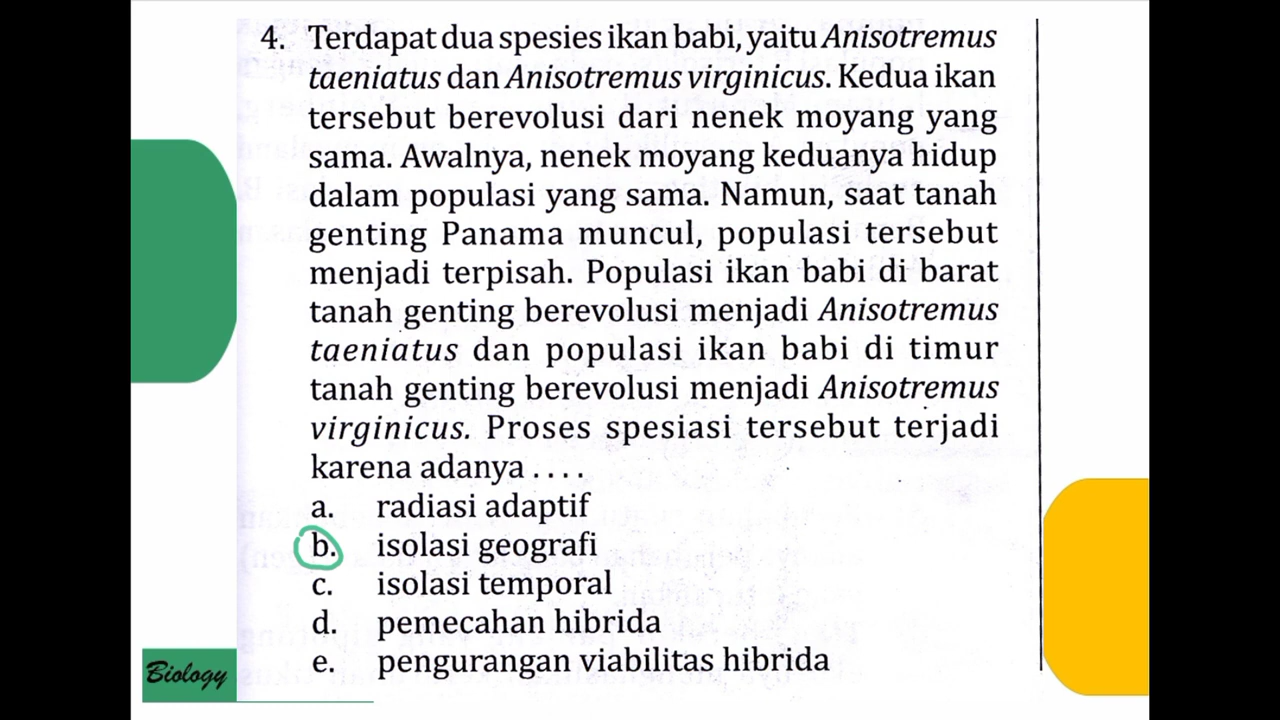 4. Terdapat dua spesies ikan babi, yaitu Anisotremus
taeniatus dan Anisotremus virginicus. Kedua ikan
tersebut berevolusi dari nenek moyang yang
sama. Awalnya, nenek moyang keduanya hidup
dalam populasi yang sama. Namun, saat tanah
genting Panama muncul, populasi tersebut
menjadi terpisah. Populasi ikan babi di barat
tanah genting berevolusi menjadi Anisotremus
taeniatus dan populasi ikan babi di timur
tanah genting berevolusi menjadi Anisotremus
virginicus. Proses spesiasi tersebut terjadi
karena adanya ....
a. radiasi adaptif
b. isolasi geografi
c. isolasi temporal
d. pemecahan hibrida
e. pengurangan viabilitas hibrida
Biology